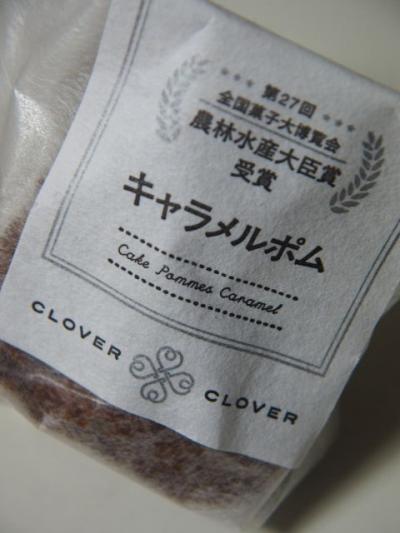 第27回
全国菓子大博覧会
農林水産大臣賞
受賞
キャラメルポム
Cake Pommes Caramel
CLOVER CLOVER